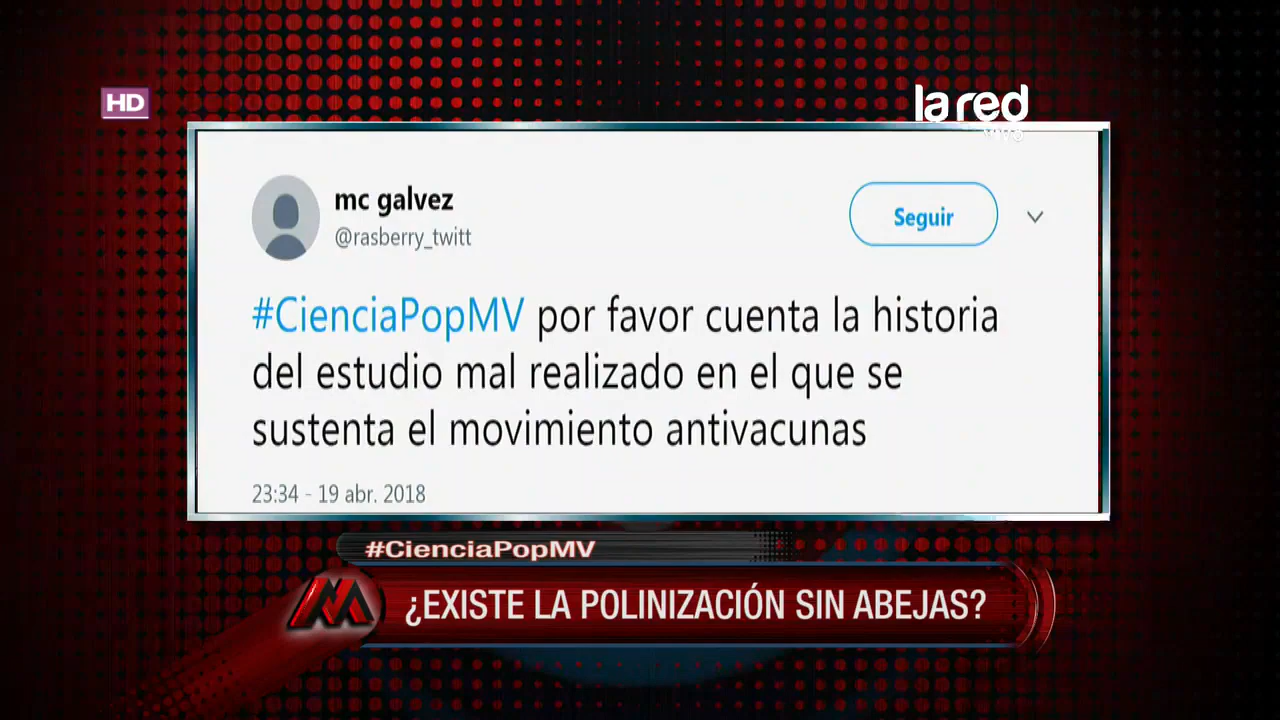 HD
la red
vivo
mc galvez
@rasberry_twitt
Seguir
#CienciaPopMV por favor cuenta la historia
del estudio mal realizado en el que se
sustenta el movimiento antivacunas
23:34 - 19 abr. 2018
#CienciaPopMV
¿EXISTE LA POLINIZACIÓN SIN ABEJAS?